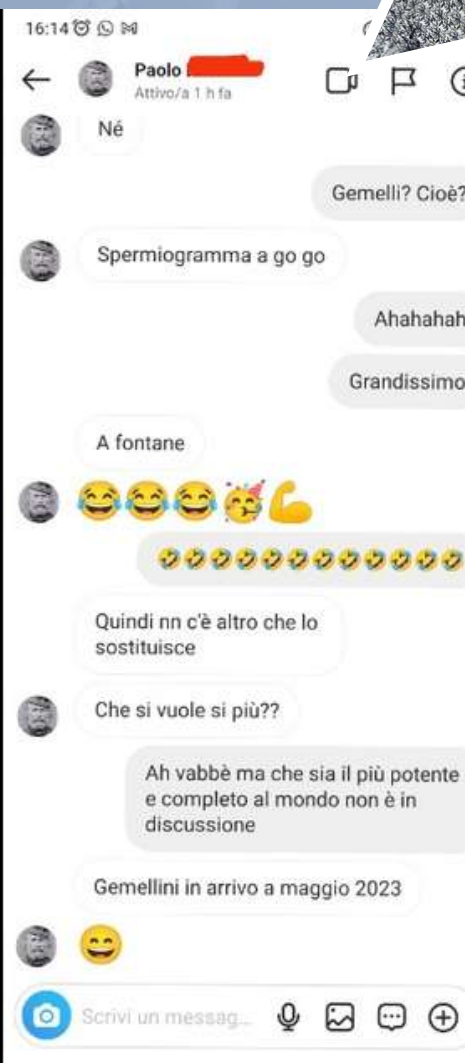 16:14
Paolo
Attivo/a 1 h fa
Né
Gemelli? Cioè?
Spermiogramma a go go
Ahahahah
Grandissimo
A fontane
😂😂😂🥳💪
🤣🤣🤣🤣🤣🤣🤣🤣🤣🤣🤣🤣
Quindi nn c'è altro che lo
sostituisce
Che si vuole si più??
Ah vabbè ma che sia il più potente
e completo al mondo non è in
discussione
Gemellini in arrivo a maggio 2023
😄
Scrivi un messag...